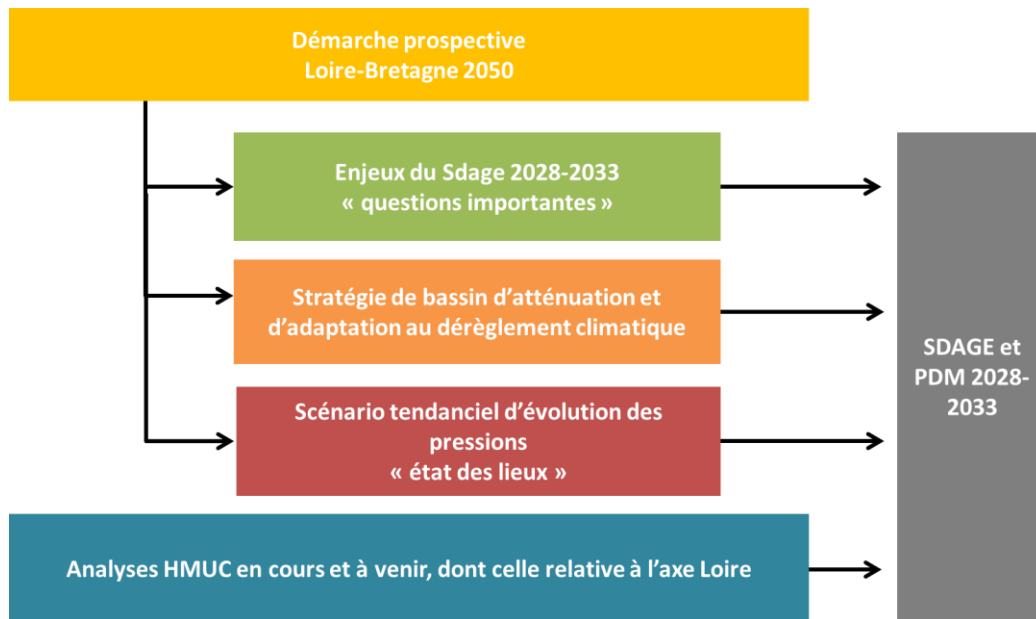 Démarche prospective
Loire-Bretagne 2050
Enjeux du Sdage 2028-2033
« questions importantes »
Stratégie de bassin d’atténuation et
d’adaptation au dérèglement climatique
Scénario tendanciel d’évolution des
pressions
« état des lieux »
Analyses HMUC en cours et à venir, dont celle relative à l’axe Loire
SDAGE et
PDM 2028-
2033